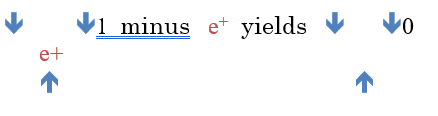 🡻 🡻1 minus e⁺ yields 🡻 🡻0
e+
🡹 🡹